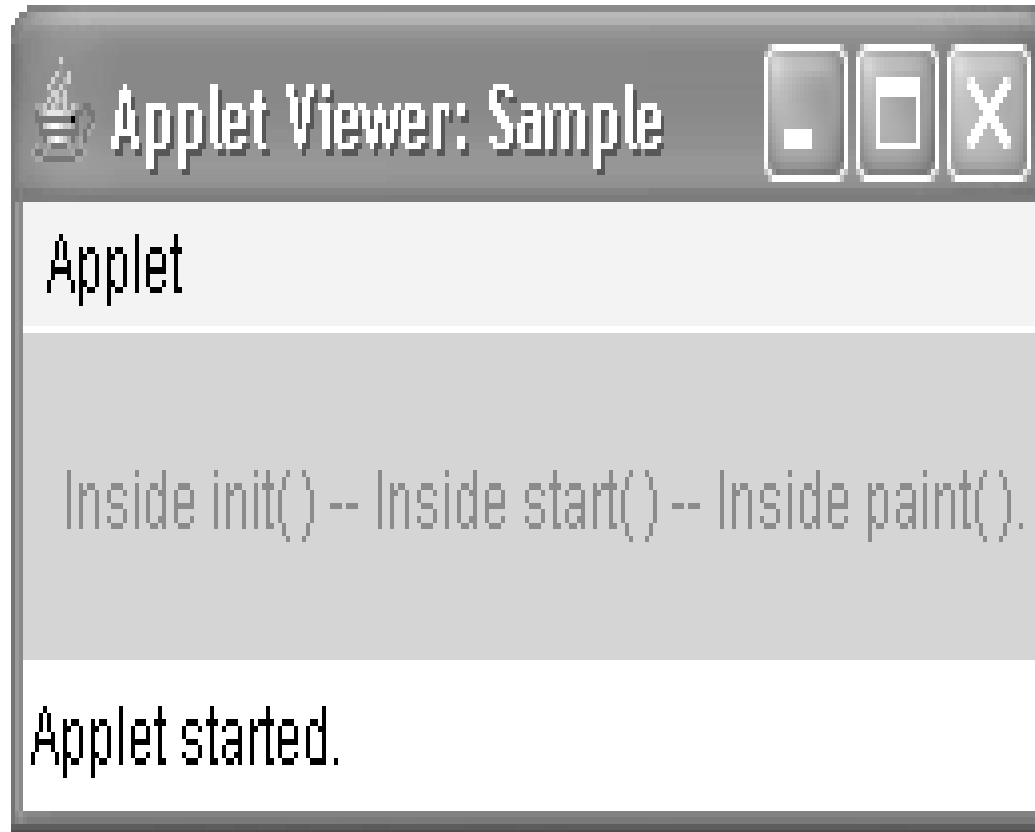 Applet Viewer: Sample
Applet
Inside init() -- Inside start() -- Inside paint().
Applet started.